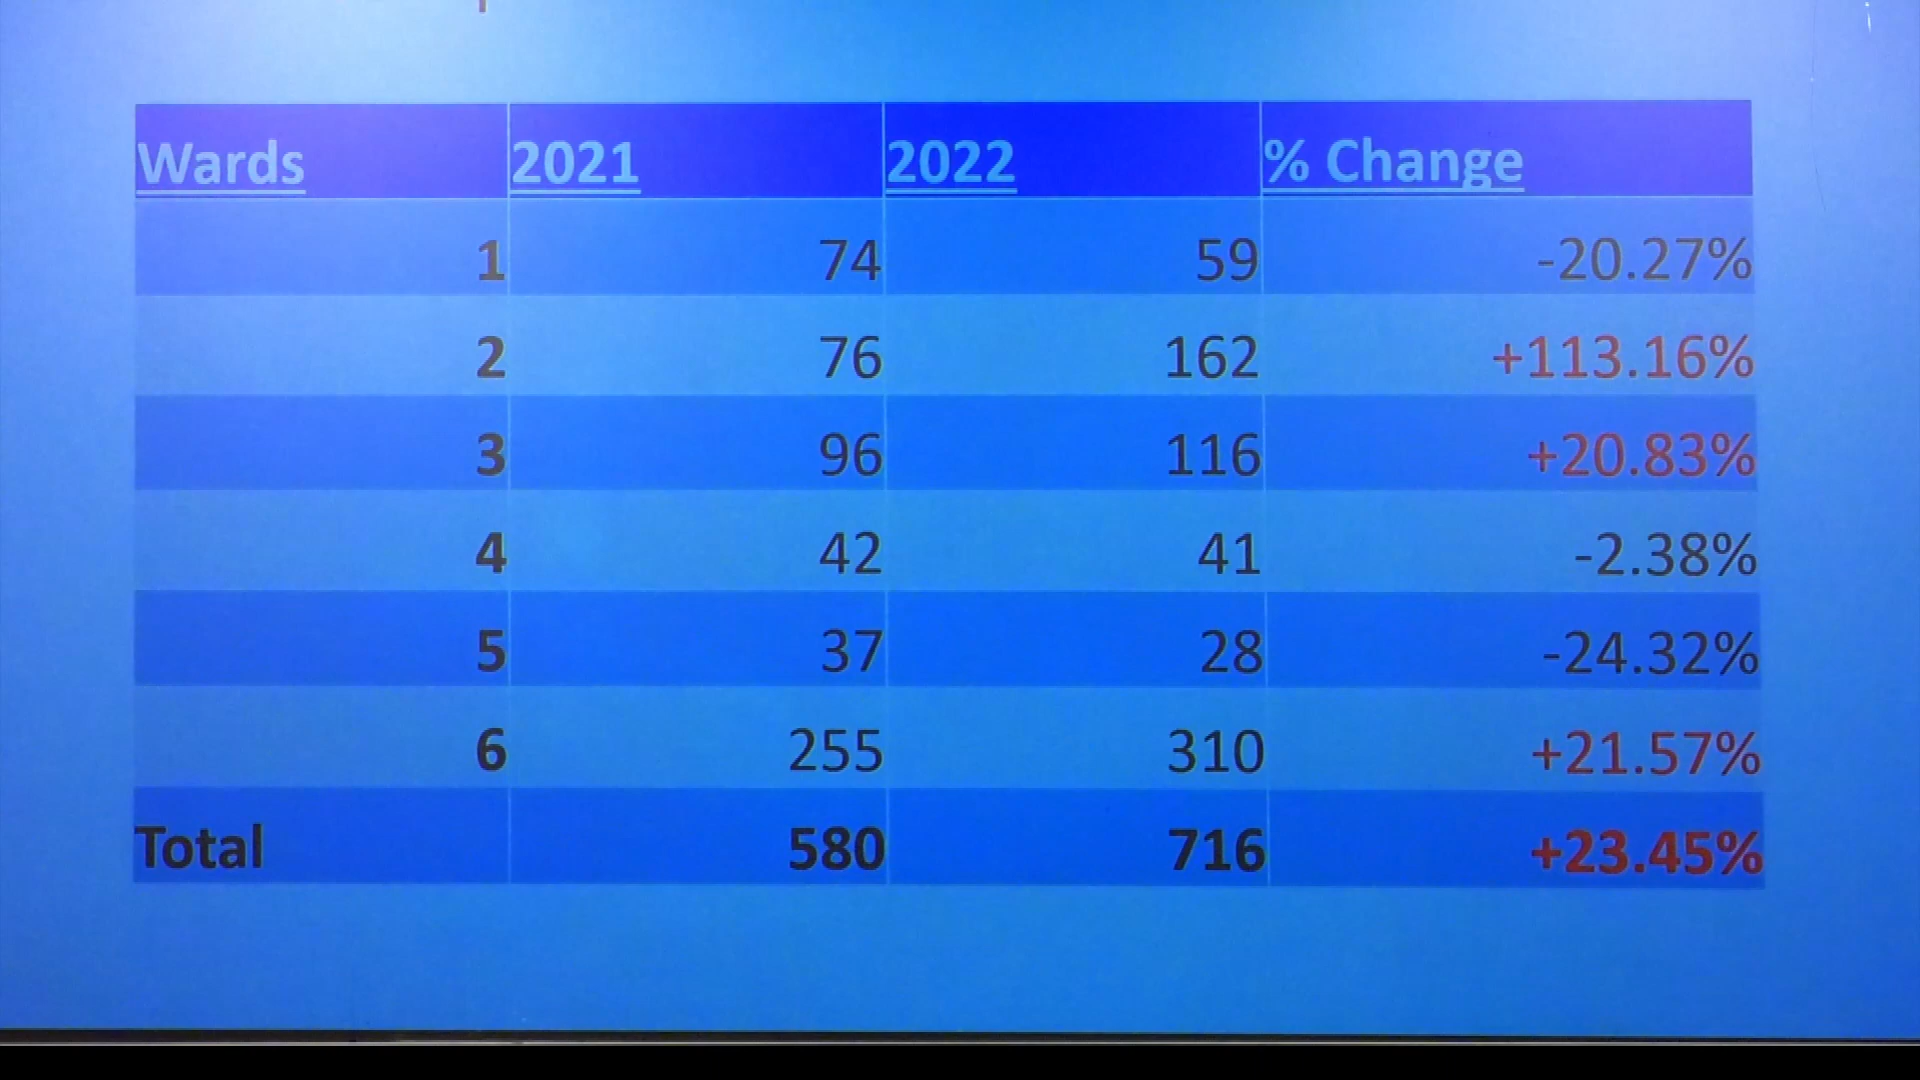 Wards 2021 2022 % Change
1 74 59 -20.27%
2 76 162 +113.16%
3 96 116 +20.83%
4 42 41 -2.38%
5 37 28 -24.32%
6 255 310 +21.57%
Total 580 716 +23.45%